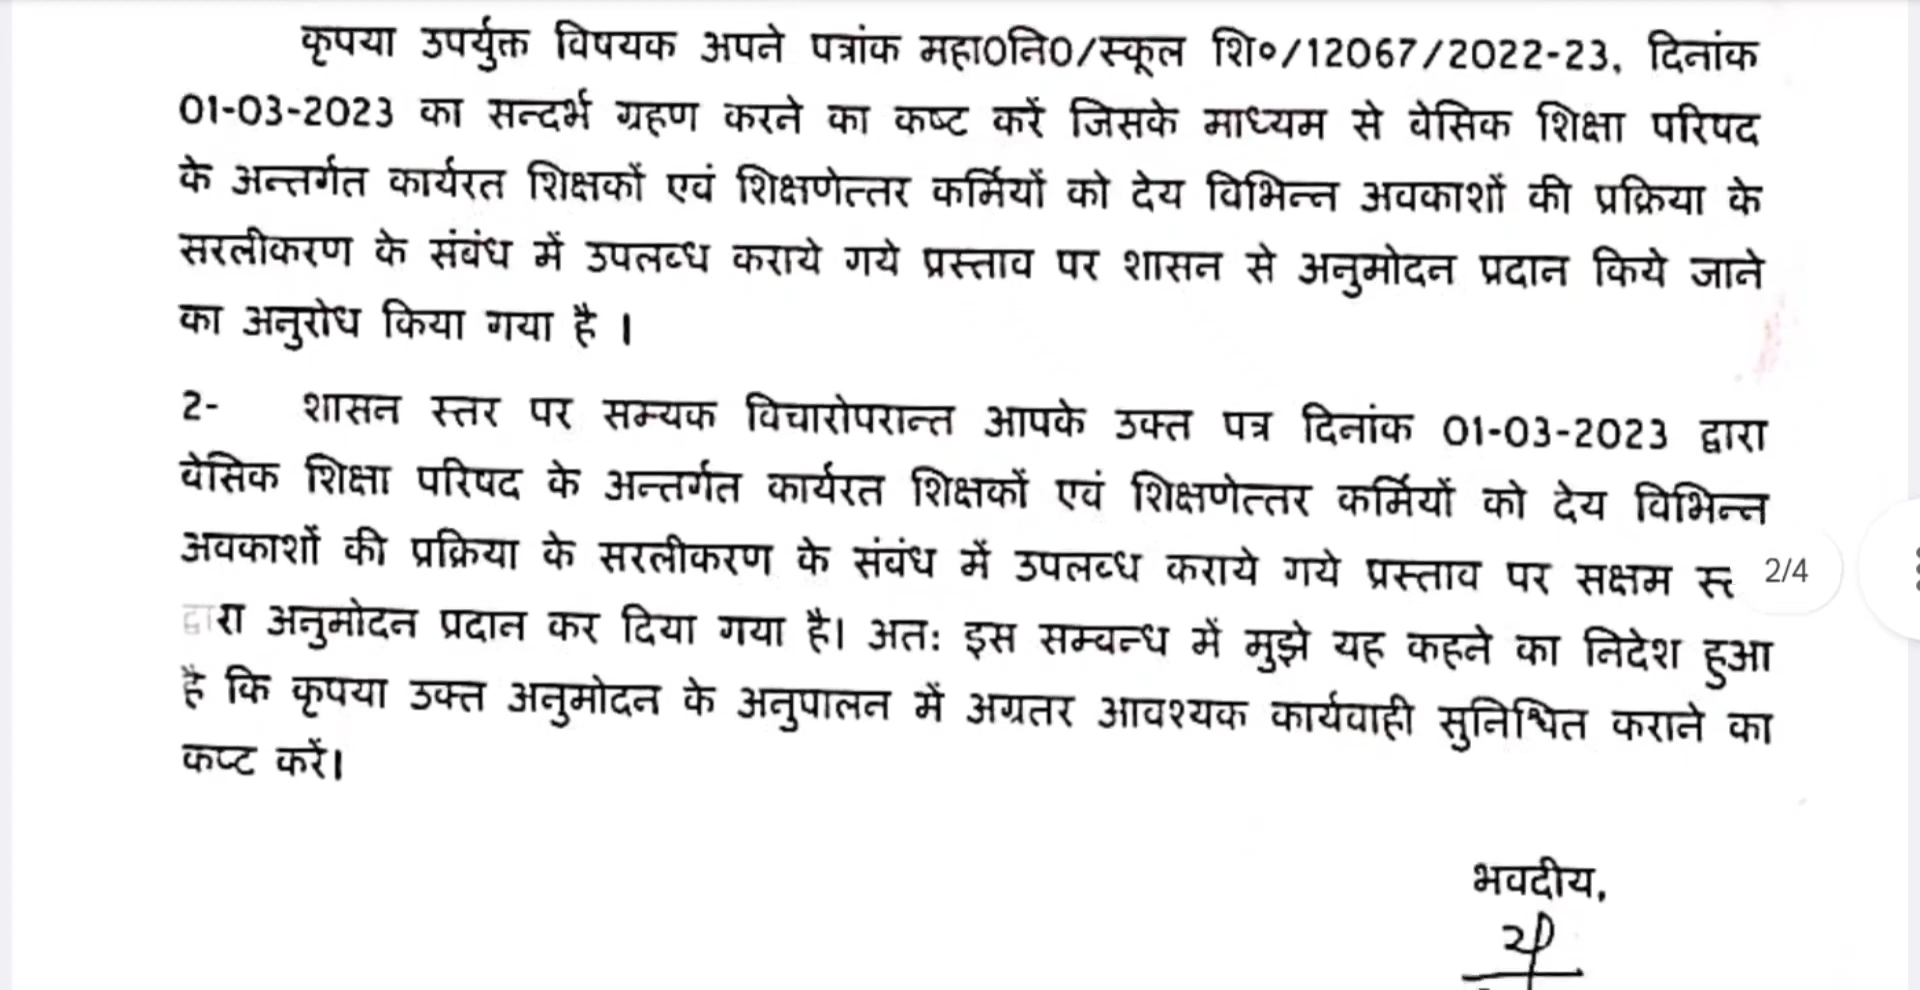 कृपया उपर्युक्त विषयक अपने पत्रांक महा0नि0/स्कूल शि०/12067/2022-23, दिनांक
01-03-2023 का सन्दर्भ ग्रहण करने का कष्ट करें जिसके माध्यम से वेसिक शिक्षा परिषद
के अन्तर्गत कार्यरत शिक्षकों एवं शिक्षणेत्तर कर्मियों को देय विभिन्न अवकाशों की प्रक्रिया के
सरलीकरण के संबंध में उपलब्ध कराये गये प्रस्ताव पर शासन से अनुमोदन प्रदान किये जाने
का अनुरोध किया गया है ।
2- शासन स्तर पर सम्यक विचारोपरान्त आपके उक्त पत्र दिनांक 01-03-2023 द्वारा
वेसिक शिक्षा परिषद के अन्तर्गत कार्यरत शिक्षकों एवं शिक्षणेत्तर कर्मियों को देय विभिन्न
अवकाशों की प्रक्रिया के सरलीकरण के संबंध में उपलब्ध कराये गये प्रस्ताव पर सक्षम
2/4
द्वारा अनुमोदन प्रदान कर दिया गया है। अतः इस सम्बन्ध में मुझे यह कहने का निदेश हुआ
है कि कृपया उक्त अनुमोदन के अनुपालन में अग्रतर आवश्यक कार्यवाही सुनिश्चित कराने का
कष्ट करें।
भवदीय,